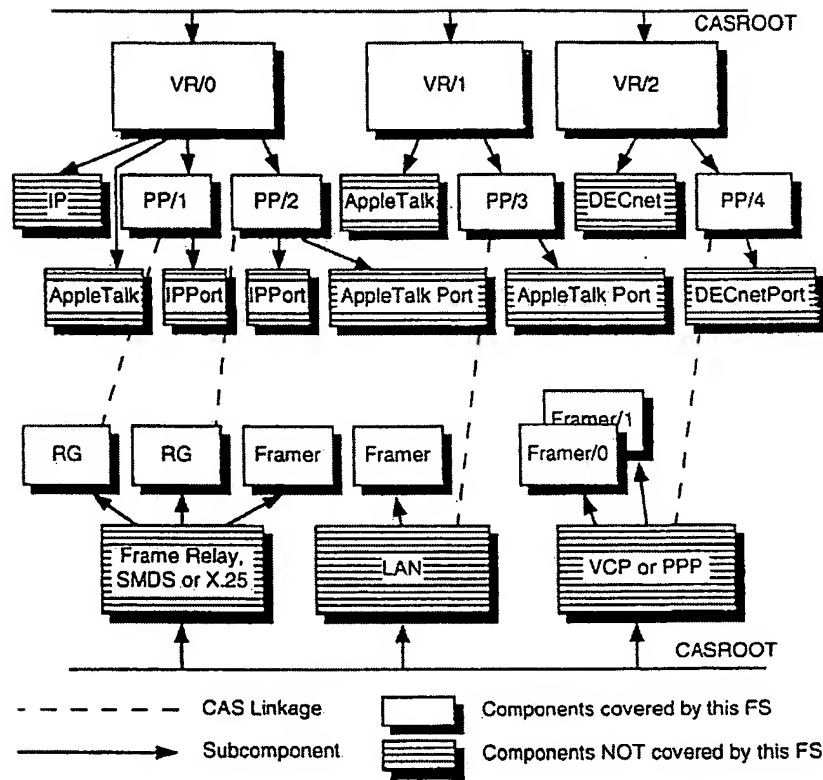 CASROOT
VR/0 VR/1 VR/2
IP PP/1 PP/2 AppleTalk PP/3 DECnet PP/4
AppleTalk IPPort IPPort AppleTalk Port AppleTalk Port DECnetPort
Framer/1
RG RG Framer Framer Framer/0
Frame Relay,
SMDS or X.25
LAN
VCP or PPP
CASROOT
CAS Linkage
Components covered by this FS
Subcomponent
Components NOT covered by this FS